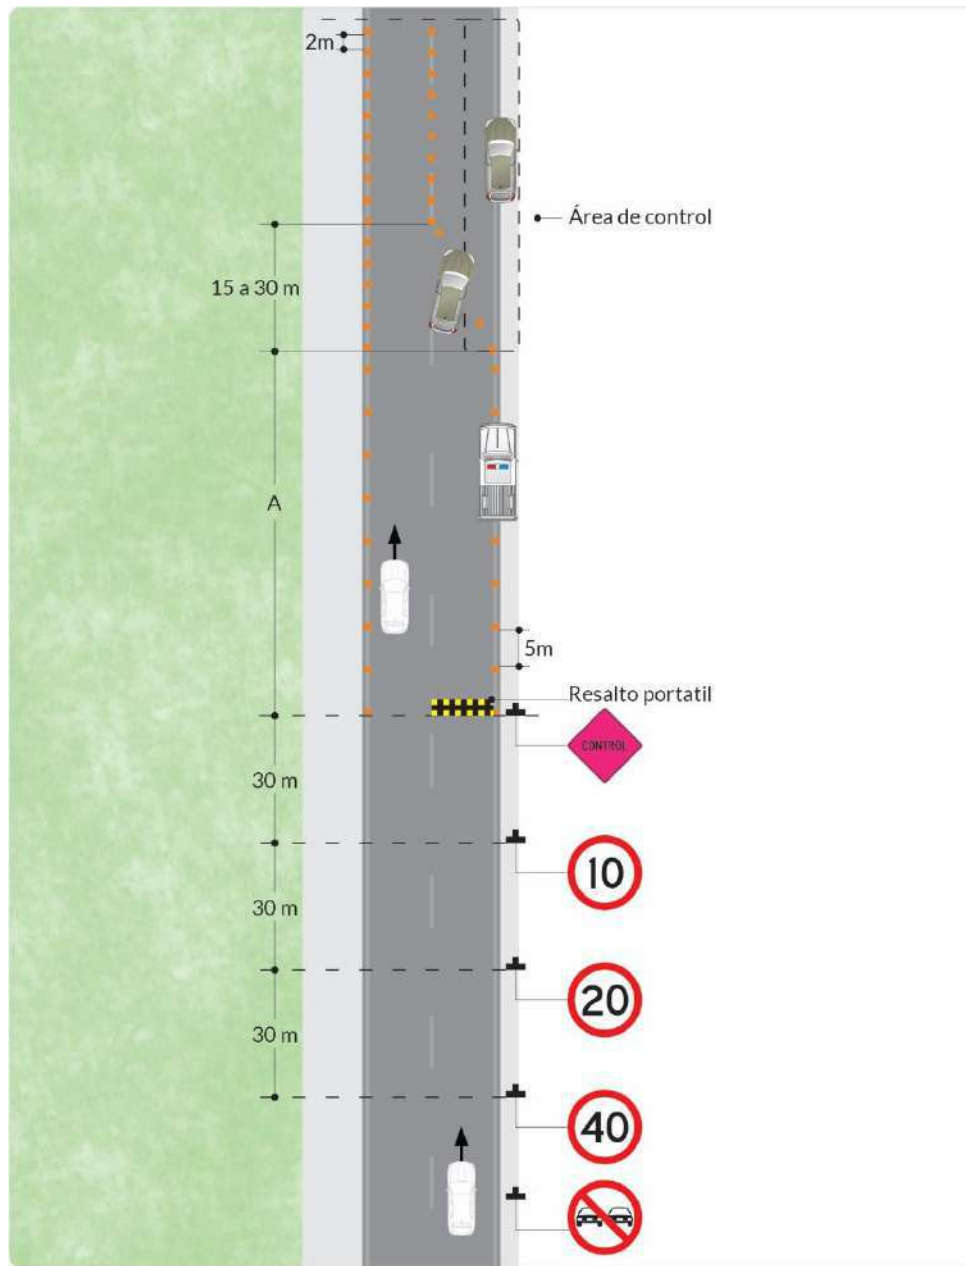 2m
Área de control
15 a 30 m
A
5m
Resalto portatil
CONTROL
30 m
10
30 m
20
30 m
40